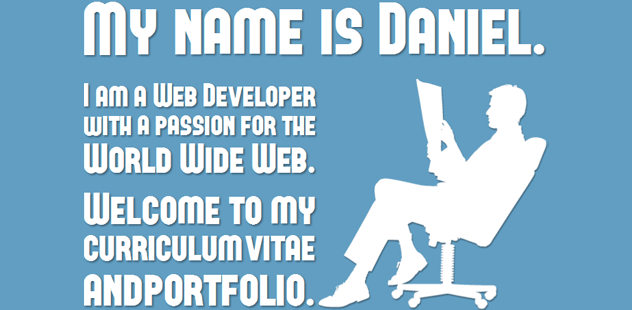 My name is Daniel.
I am a Web Developer
with a passion for the
World Wide Web.
Welcome to my
curriculum vitae
andportfolio.